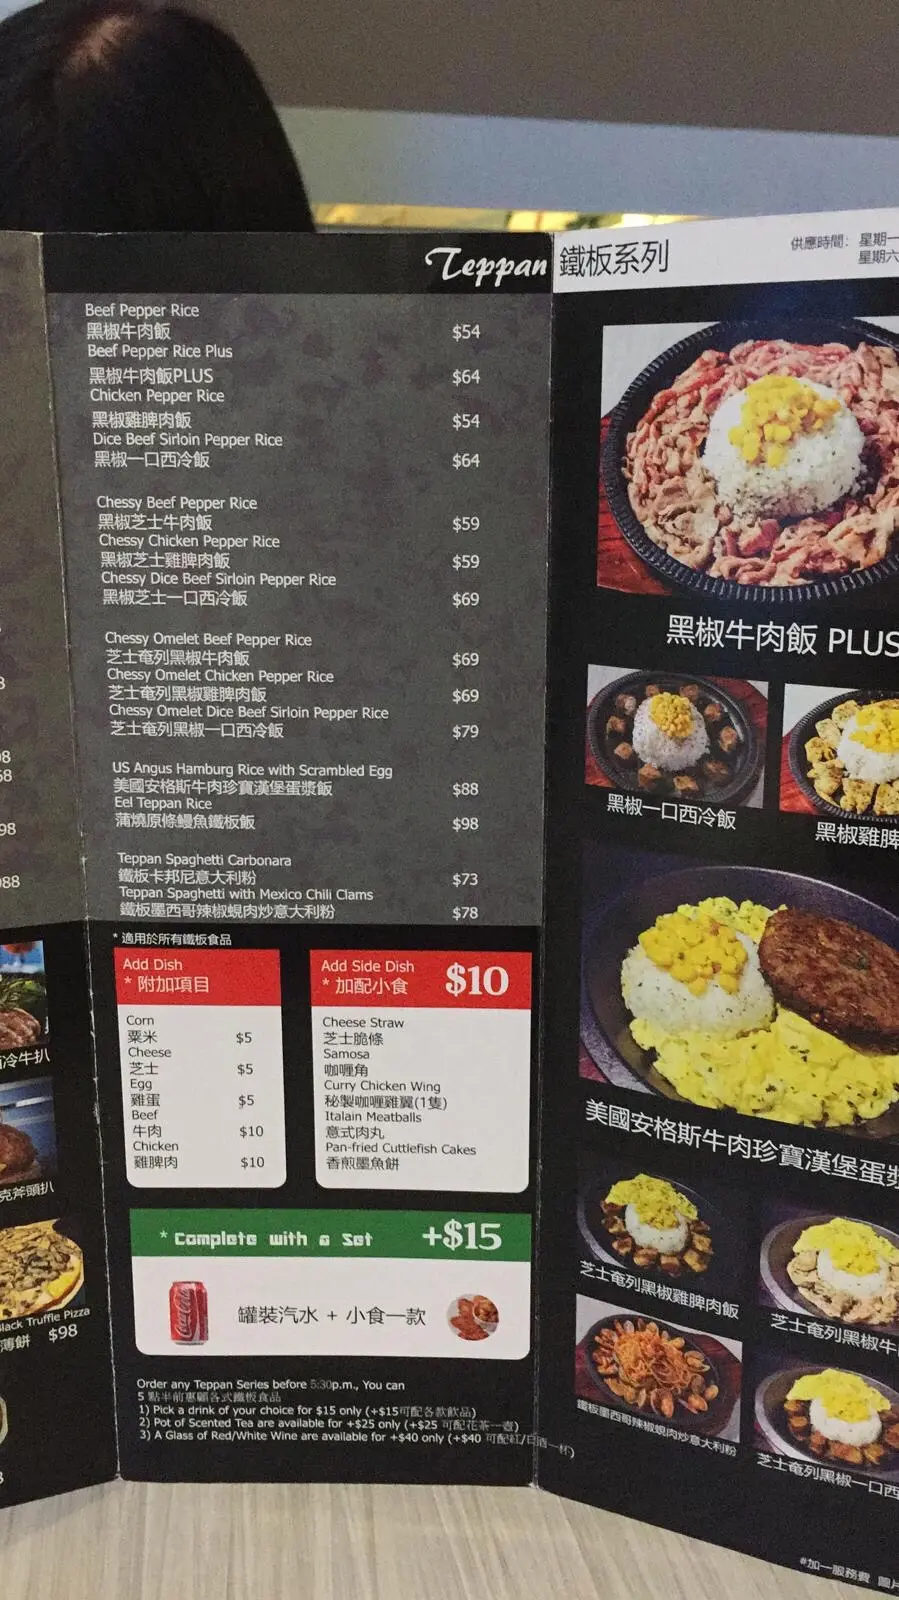 Teppan 鐵板系列
供應時間: 星期一
星期六
Beef Pepper Rice
黑椒牛肉飯 $54
Beef Pepper Rice Plus
黑椒牛肉飯PLUS $64
Chicken Pepper Rice
黑椒雞脾肉飯 $54
Dice Beef Sirloin Pepper Rice
黑椒一口西冷飯 $64
Chessy Beef Pepper Rice
黑椒芝士牛肉飯 $59
Chessy Chicken Pepper Rice
黑椒芝士雞脾肉飯 $59
Chessy Dice Beef Sirloin Pepper Rice
黑椒芝士一口西冷飯 $69
Chessy Omelet Beef Pepper Rice
芝士奄列黑椒牛肉飯 $69
Chessy Omelet Chicken Pepper Rice
芝士奄列黑椒雞脾肉飯 $69
Chessy Omelet Dice Beef Sirloin Pepper Rice
芝士奄列黑椒一口西冷飯 $79
US Angus Hamburg Rice with Scrambled Egg
美國安格斯牛肉珍寶漢堡蛋漿飯 $88
Eel Teppan Rice
蒲燒原條鰻魚鐵板飯 $98
Teppan Spaghetti Carbonara
鐵板卡邦尼意大利粉 $73
Teppan Spaghetti with Mexico Chili Clams
鐵板墨西哥辣椒蜆肉炒意大利粉 $78
* 適用於所有鐵板食品
Add Dish
* 附加項目
Corn
粟米 $5
Cheese
芝士 $5
Egg
雞蛋 $5
Beef
牛肉 $10
Chicken
雞脾肉 $10
Add Side Dish
* 加配小食 $10
Cheese Straw
芝士脆條
Samosa
咖喱角
Curry Chicken Wing
秘製咖喱雞翼(1隻)
Italain Meatballs
意式肉丸
Pan-fried Cuttlefish Cakes
香煎墨魚餅
* Complete with a Set +$15
Coca-Cola
罐裝汽水 + 小食一款
Order any Teppan Series before 5:30p.m., You can
5 點半前惠顧各式鐵板食品
1) Pick a drink of your choice for $15 only (+$15可配各款飲品)
2) Pot of Scented Tea are available for +$25 only (+$25 可配花茶一壺)
3) A Glass of Red/White Wine are available for +$40 only (+$40 可配紅/白酒一杯)
黑椒牛肉飯 PLUS
黑椒一口西冷飯
黑椒雞脾
美國安格斯牛肉珍寶漢堡蛋漿
芝士奄列黑椒雞脾肉飯
芝士奄列黑椒牛
鐵板墨西哥辣椒蜆肉炒意大利粉
芝士奄列黑椒一口西
#加一服務費 圖片
冷牛扒
克斧頭扒
Black Truffle Pizza
薄餅 $98